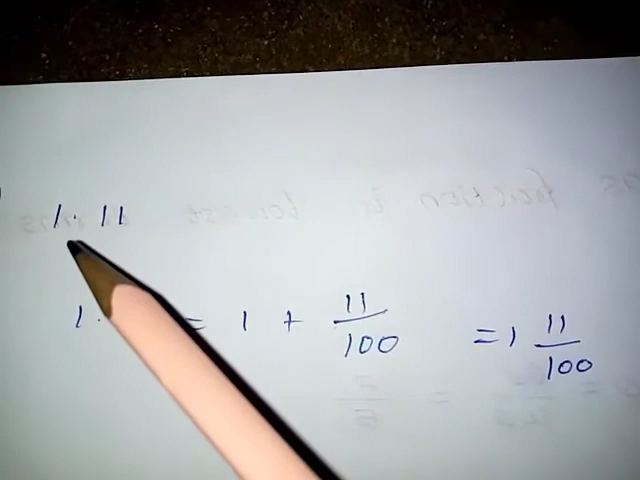 1.11
1. = 1 + 11/100 = 1 11/100